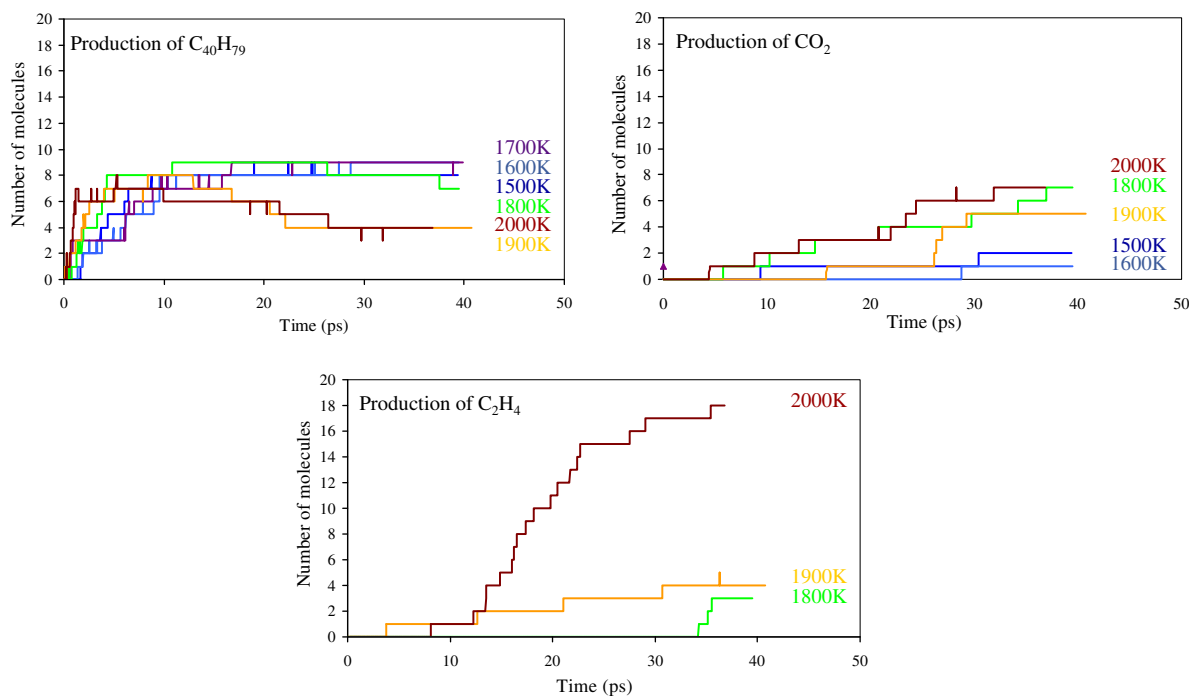 Production of C₄₀H₇₉
Number of molecules
20
18
16
14
12
10
8
6
4
2
0
0 10 20 30 40 50
Time (ps)
1700K
1600K
1500K
1800K
2000K
1900K
Production of CO₂
Number of molecules
20
18
16
14
12
10
8
6
4
2
0
0 10 20 30 40 50
Time (ps)
2000K
1800K
1900K
1500K
1600K
Production of C₂H₄
Number of molecules
20
18
16
14
12
10
8
6
4
2
0
0 10 20 30 40 50
Time (ps)
2000K
1900K
1800K